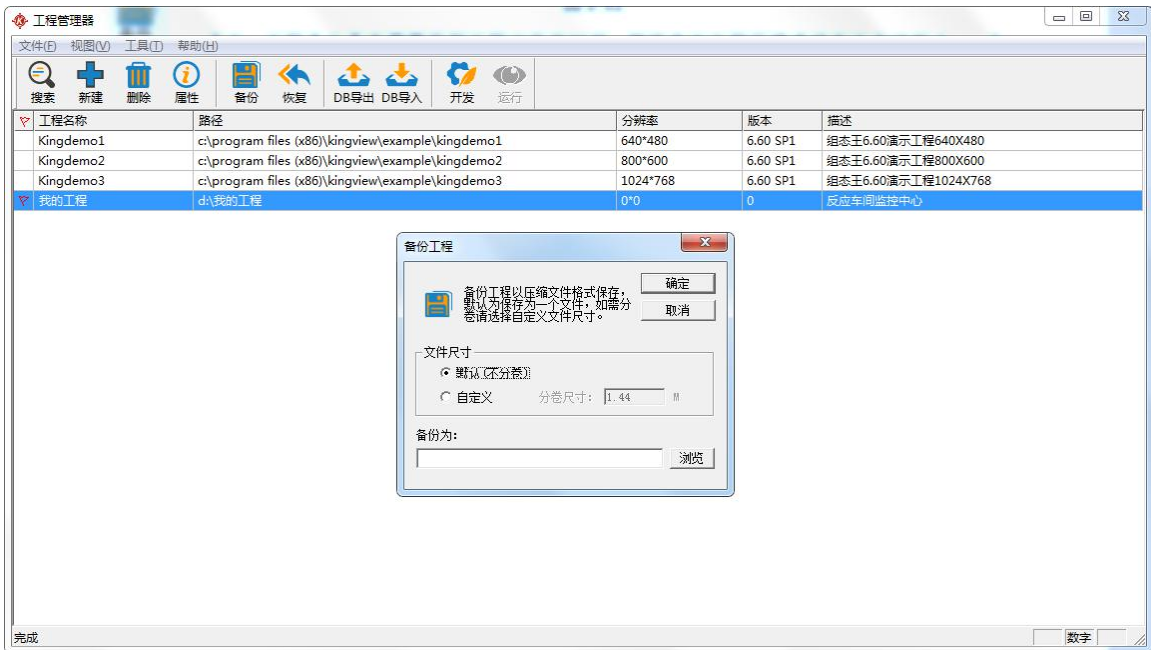 工程管理器
文件(F) 视图(V) 工具(T) 帮助(H)
搜索 新建 删除 属性 备份 恢复 DB导出 DB导入 开发 运行
工程名称 路径 分辨率 版本 描述
Kingdemo1 c:\program files (x86)\kingview\example\kingdemo1 640*480 6.60 SP1 组态王6.60演示工程640X480
Kingdemo2 c:\program files (x86)\kingview\example\kingdemo2 800*600 6.60 SP1 组态王6.60演示工程800X600
Kingdemo3 c:\program files (x86)\kingview\example\kingdemo3 1024*768 6.60 SP1 组态王6.60演示工程1024X768
我的工程 d:\我的工程 0*0 0 反应车间监控中心
备份工程
备份工程以压缩文件格式保存，
默认为保存为一个文件，如需分
卷请选择自定义文件尺寸。
确定
取消
文件尺寸
默认(不分卷)
自定义 分卷尺寸： 1.44 M
备份为:
浏览
完成 数字